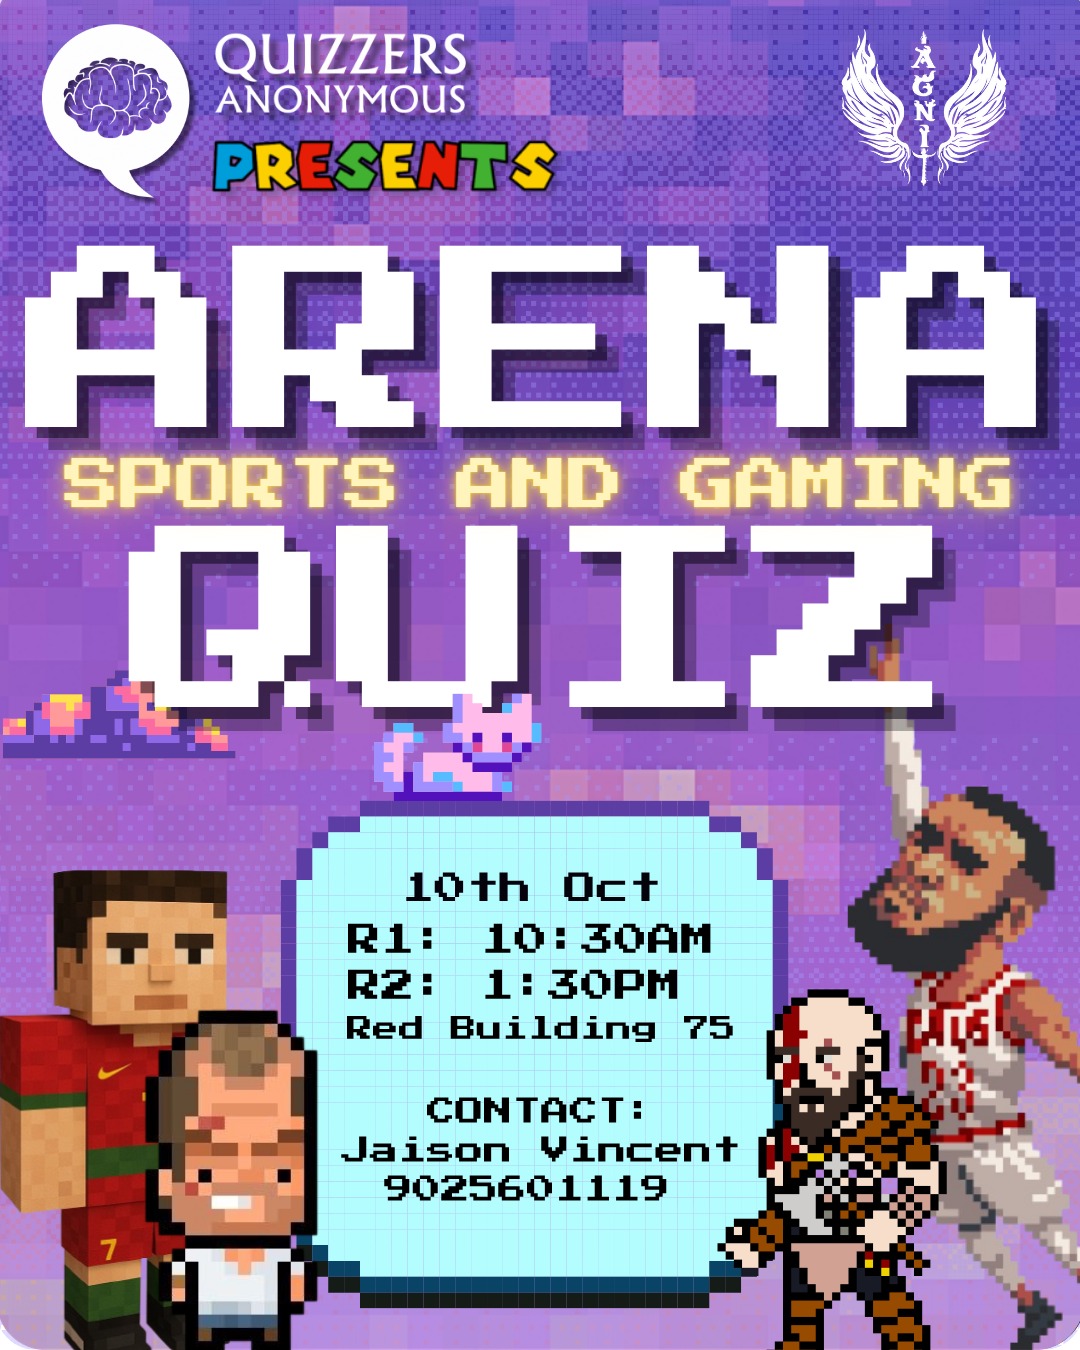 QUIZZERS
ANONYMOUS
PRESENTS
AGNI
ARENA
SPORTS AND GAMING
QUIZ
10th Oct
R1: 10:30AM
R2: 1:30PM
Red Building 75
CONTACT:
Jaison Vincent
9025601119
7